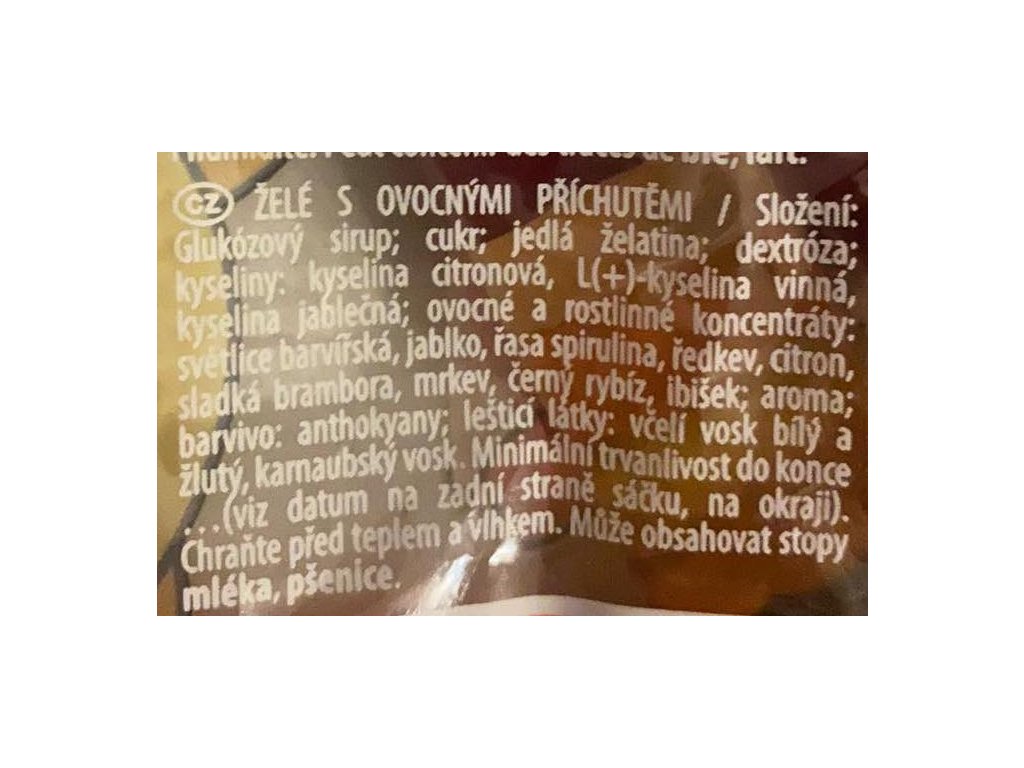 CZ ŽELÉ S OVOCNÝMI PŘÍCHUTĚMI / Složení:
Glukózový sirup; cukr; jedlá želatina; dextróza;
kyseliny: kyselina citronová, L(+)-kyselina vinná,
kyselina jablečná; ovocné a rostlinné koncentráty:
světlice barvířská, jablko, řasa spirulina, ředkev, citron,
sladká brambora, mrkev, černý rybíz, ibišek; aroma;
barvivo: anthokyany; lešticí látky: včelí vosk bílý a
žlutý, karnaubský vosk. Minimální trvanlivost do konce
...(viz datum na zadní straně sáčku, na okraji).
Chraňte před teplem a vlhkem. Může obsahovat stopy
mléka, pšenice.